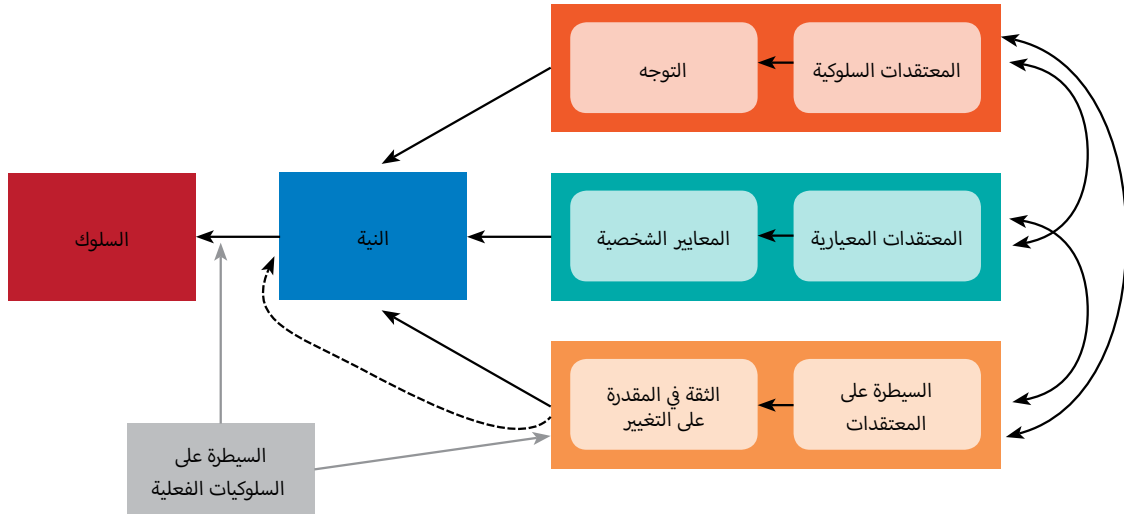 المعتقدات السلوكية
التوجه
المعتقدات المعيارية
المعايير الشخصية
النية
السلوك
السيطرة على
المعتقدات
الثقة في المقدرة
على التغيير
السيطرة على
السلوكيات الفعلية